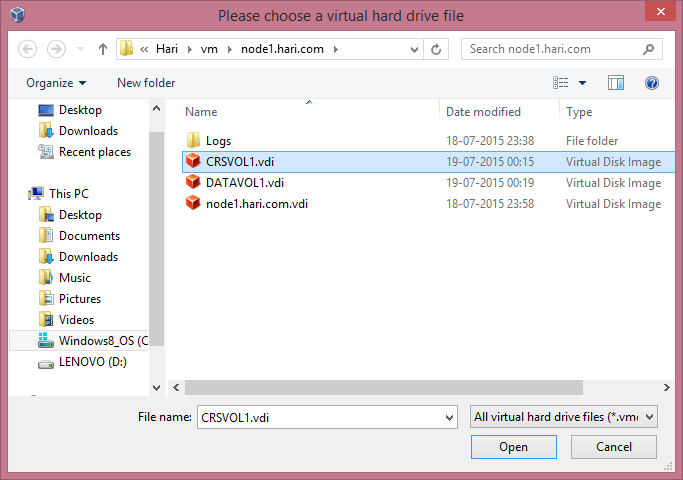 Please choose a virtual hard drive file
« Hari › vm › node1.hari.com ›
Search node1.hari.com
Organize
New folder
Desktop
Downloads
Recent places
This PC
Desktop
Documents
Downloads
Music
Pictures
Videos
Windows8_OS (C
LENOVO (D:)
Name Date modified Type
Logs 18-07-2015 23:38 File folder
CRSVOL1.vdi 19-07-2015 00:15 Virtual Disk Image
DATAVOL1.vdi 19-07-2015 00:19 Virtual Disk Image
node1.hari.com.vdi 18-07-2015 23:58 Virtual Disk Image
File name: CRSVOL1.vdi
All virtual hard drive files (*.vm
Open
Cancel